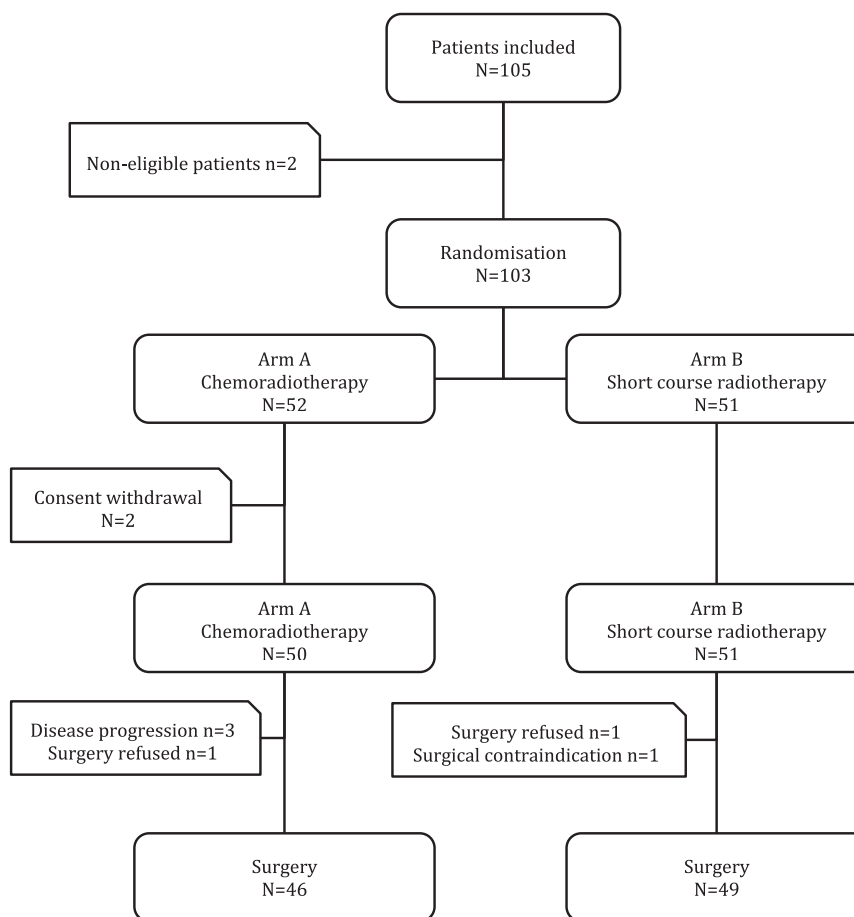 Patients included
N=105
Non-eligible patients n=2
Randomisation
N=103
Arm A
Chemoradiotherapy
N=52
Arm B
Short course radiotherapy
N=51
Consent withdrawal
N=2
Arm A
Chemoradiotherapy
N=50
Arm B
Short course radiotherapy
N=51
Disease progression n=3
Surgery refused n=1
Surgery refused n=1
Surgical contraindication n=1
Surgery
N=46
Surgery
N=49